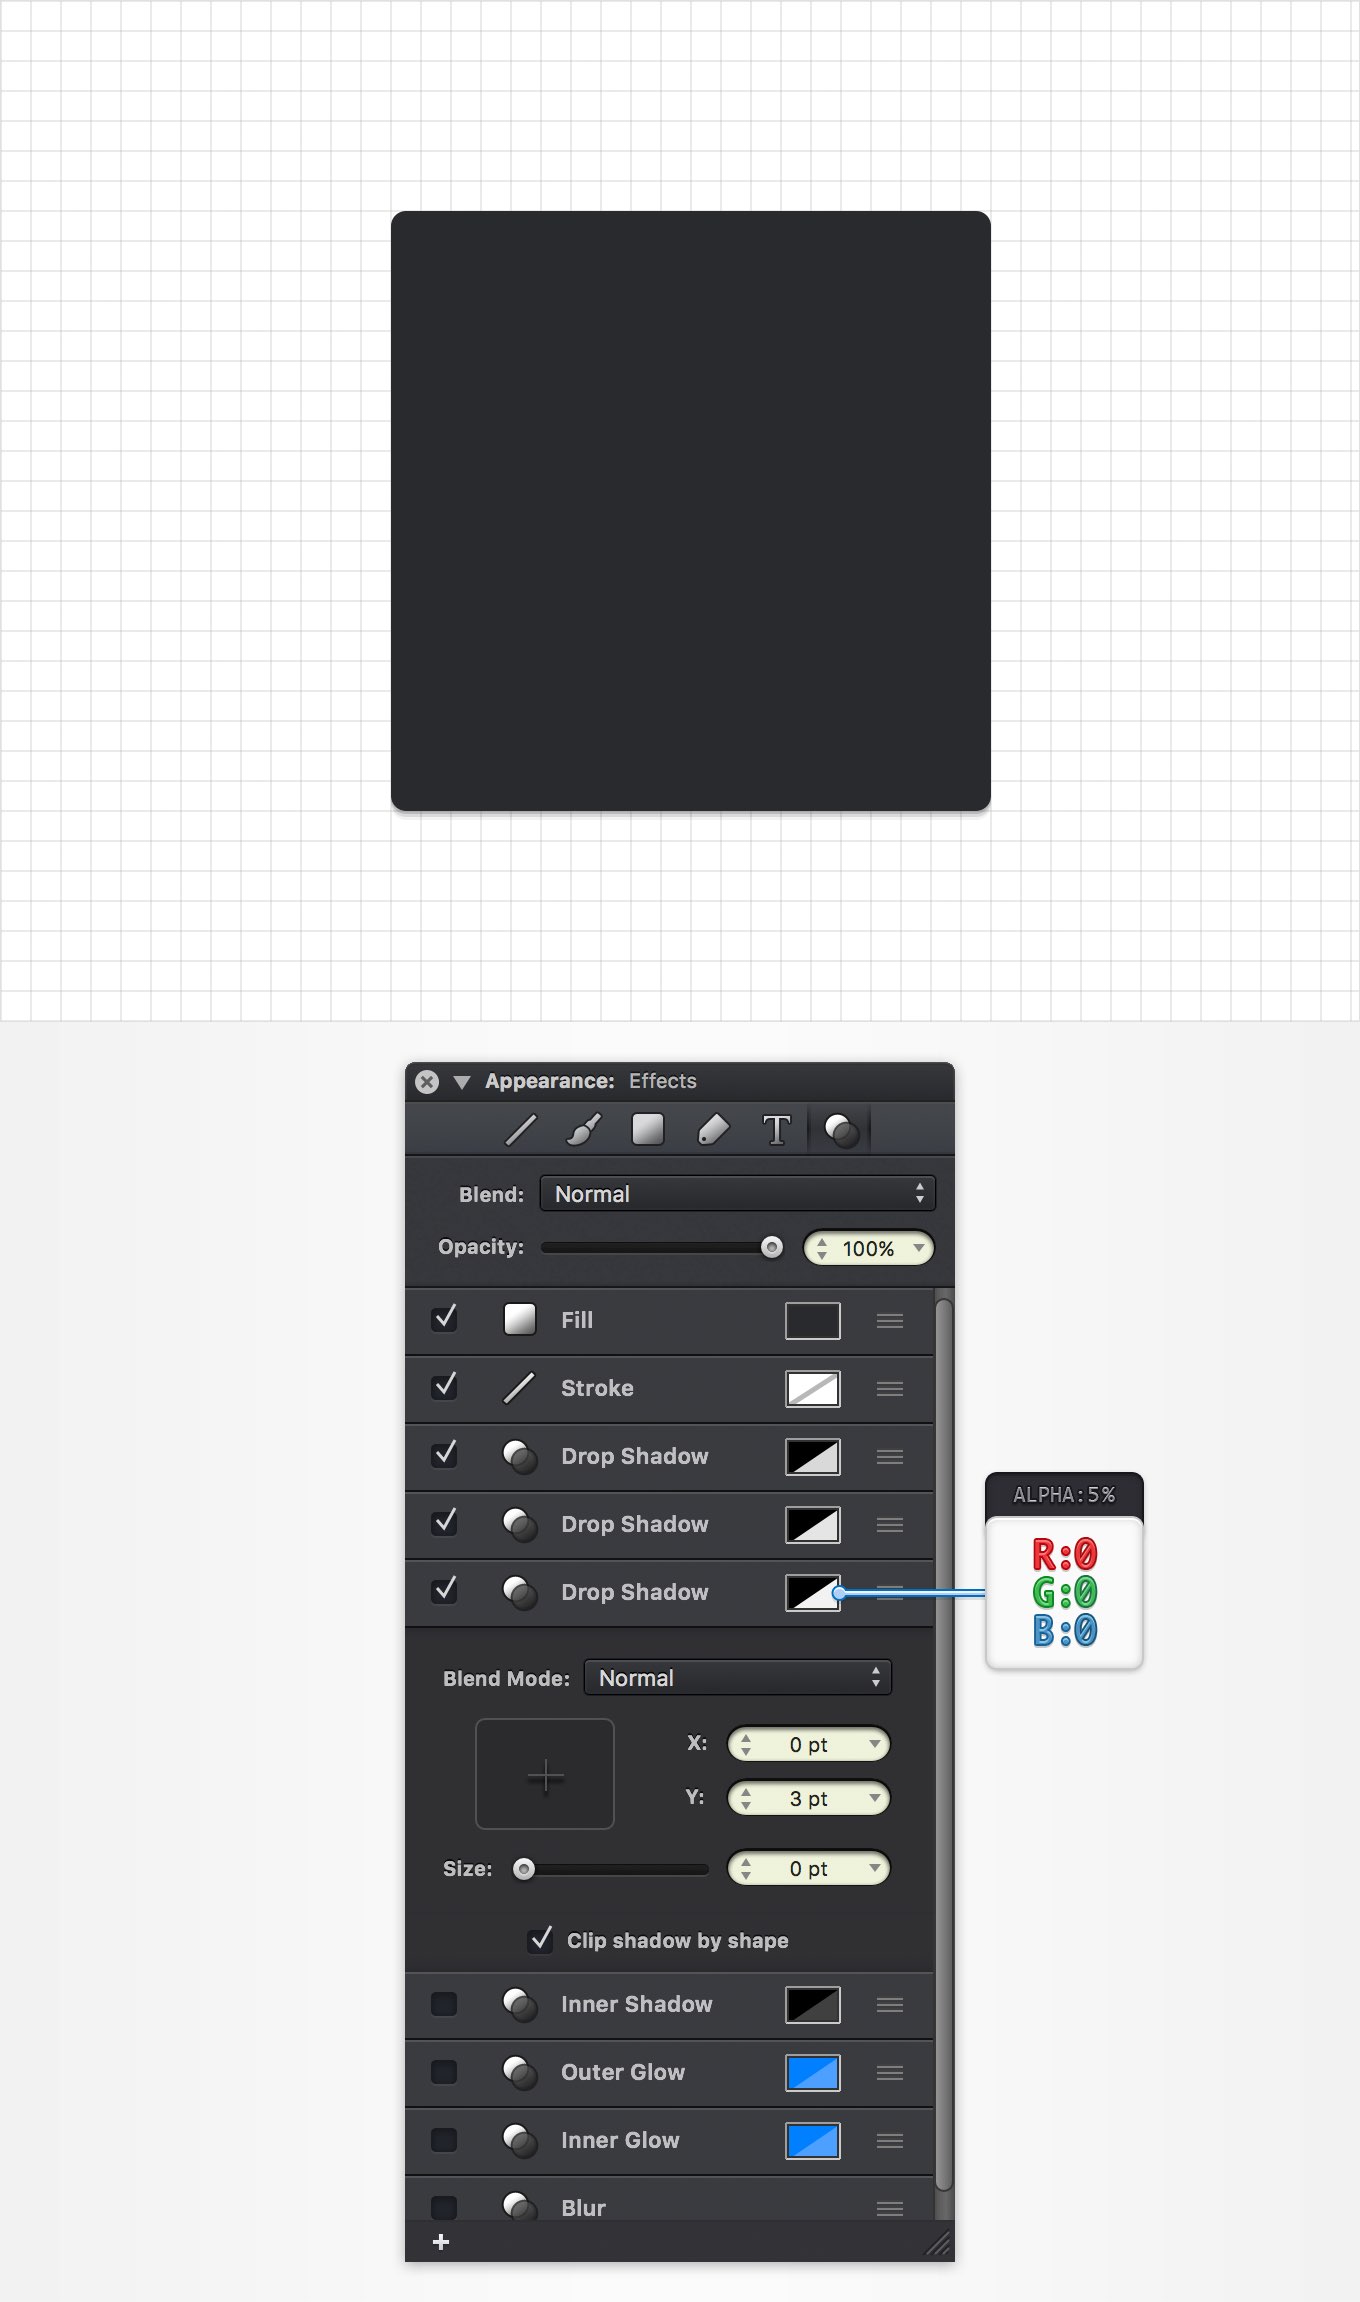 Appearance: Effects
Blend: Normal
Opacity: 100%
Fill
Stroke
Drop Shadow
Drop Shadow
Drop Shadow
ALPHA:5%
R:0
G:0
B:0
Blend Mode: Normal
X: 0 pt
Y: 3 pt
Size: 0 pt
Clip shadow by shape
Inner Shadow
Outer Glow
Inner Glow
Blur